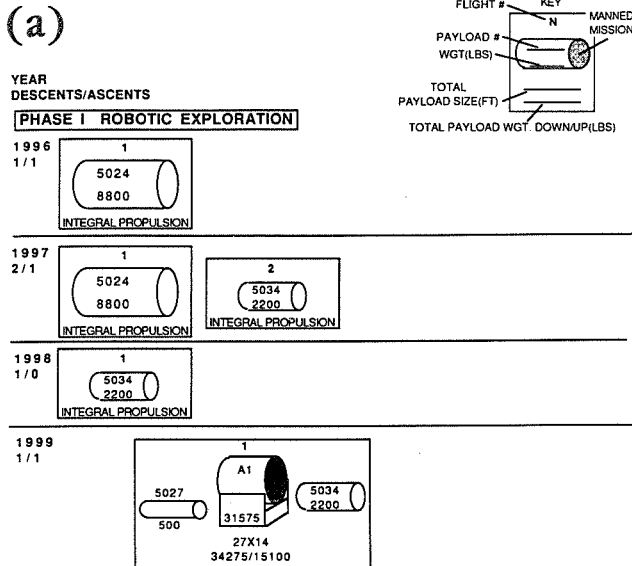 (a)
FLIGHT #
KEY
N
MANNED
MISSION
PAYLOAD #
WGT(LBS)
TOTAL
PAYLOAD SIZE(FT)
TOTAL PAYLOAD WGT. DOWN/UP(LBS)
YEAR
DESCENTS/ASCENTS
PHASE I ROBOTIC EXPLORATION
1996
1/1
1
5024
8800
INTEGRAL PROPULSION
1997
2/1
1
5024
8800
INTEGRAL PROPULSION
2
5034
2200
INTEGRAL PROPULSION
1998
1/0
1
5034
2200
INTEGRAL PROPULSION
1999
1/1
1
A1
31575
5027
500
5034
2200
27X14
34275/15100